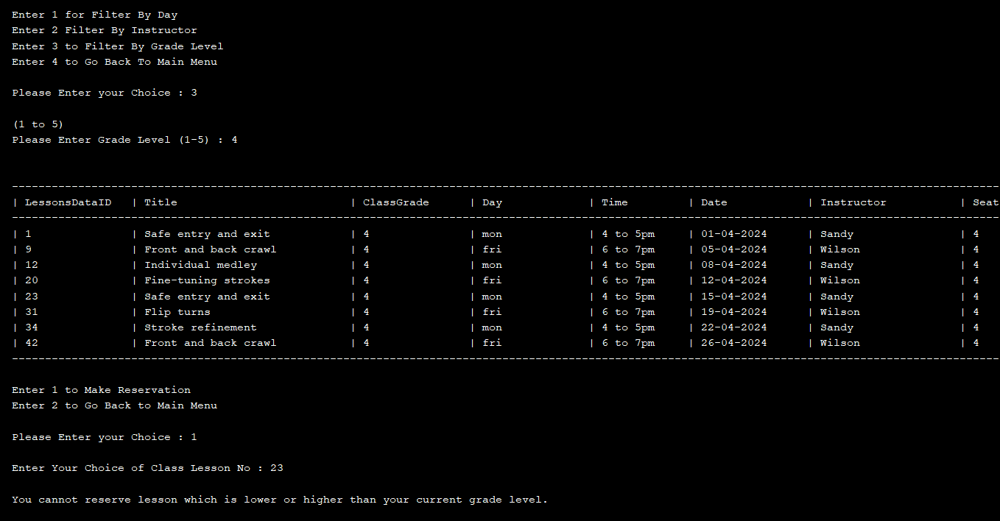 Enter 1 for Filter By Day
Enter 2 Filter By Instructor
Enter 3 to Filter By Grade Level
Enter 4 to Go Back To Main Menu
Please Enter your Choice : 3
(1 to 5)
Please Enter Grade Level (1-5) : 4
| LessonsDataID | Title | ClassGrade | Day | Time | Date | Instructor | Seat
| 1 | Safe entry and exit | 4 | mon | 4 to 5pm | 01-04-2024 | Sandy | 4
| 9 | Front and back crawl | 4 | fri | 6 to 7pm | 05-04-2024 | Wilson | 4
| 12 | Individual medley | 4 | mon | 4 to 5pm | 08-04-2024 | Sandy | 4
| 20 | Fine-tuning strokes | 4 | fri | 6 to 7pm | 12-04-2024 | Wilson | 4
| 23 | Safe entry and exit | 4 | mon | 4 to 5pm | 15-04-2024 | Sandy | 4
| 31 | Flip turns | 4 | fri | 6 to 7pm | 19-04-2024 | Wilson | 4
| 34 | Stroke refinement | 4 | mon | 4 to 5pm | 22-04-2024 | Sandy | 4
| 42 | Front and back crawl | 4 | fri | 6 to 7pm | 26-04-2024 | Wilson | 4
Enter 1 to Make Reservation
Enter 2 to Go Back to Main Menu
Please Enter your Choice : 1
Enter Your Choice of Class Lesson No : 23
You cannot reserve lesson which is lower or higher than your current grade level.